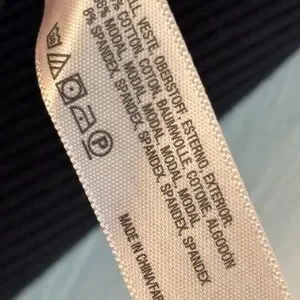 VESTE, OBERSTOFF, ESTERNO, EXTERIOR.
% COTTON, COTON, BAUMWOLLE, COTONE, ALGODÓN
% MODAL, MODAL, MODAL, MODAL, MODAL
6% SPANDEX, SPANDEX, SPANDEX, SPANDEX, SPANDEX
MADE IN CHINA/FAB
P